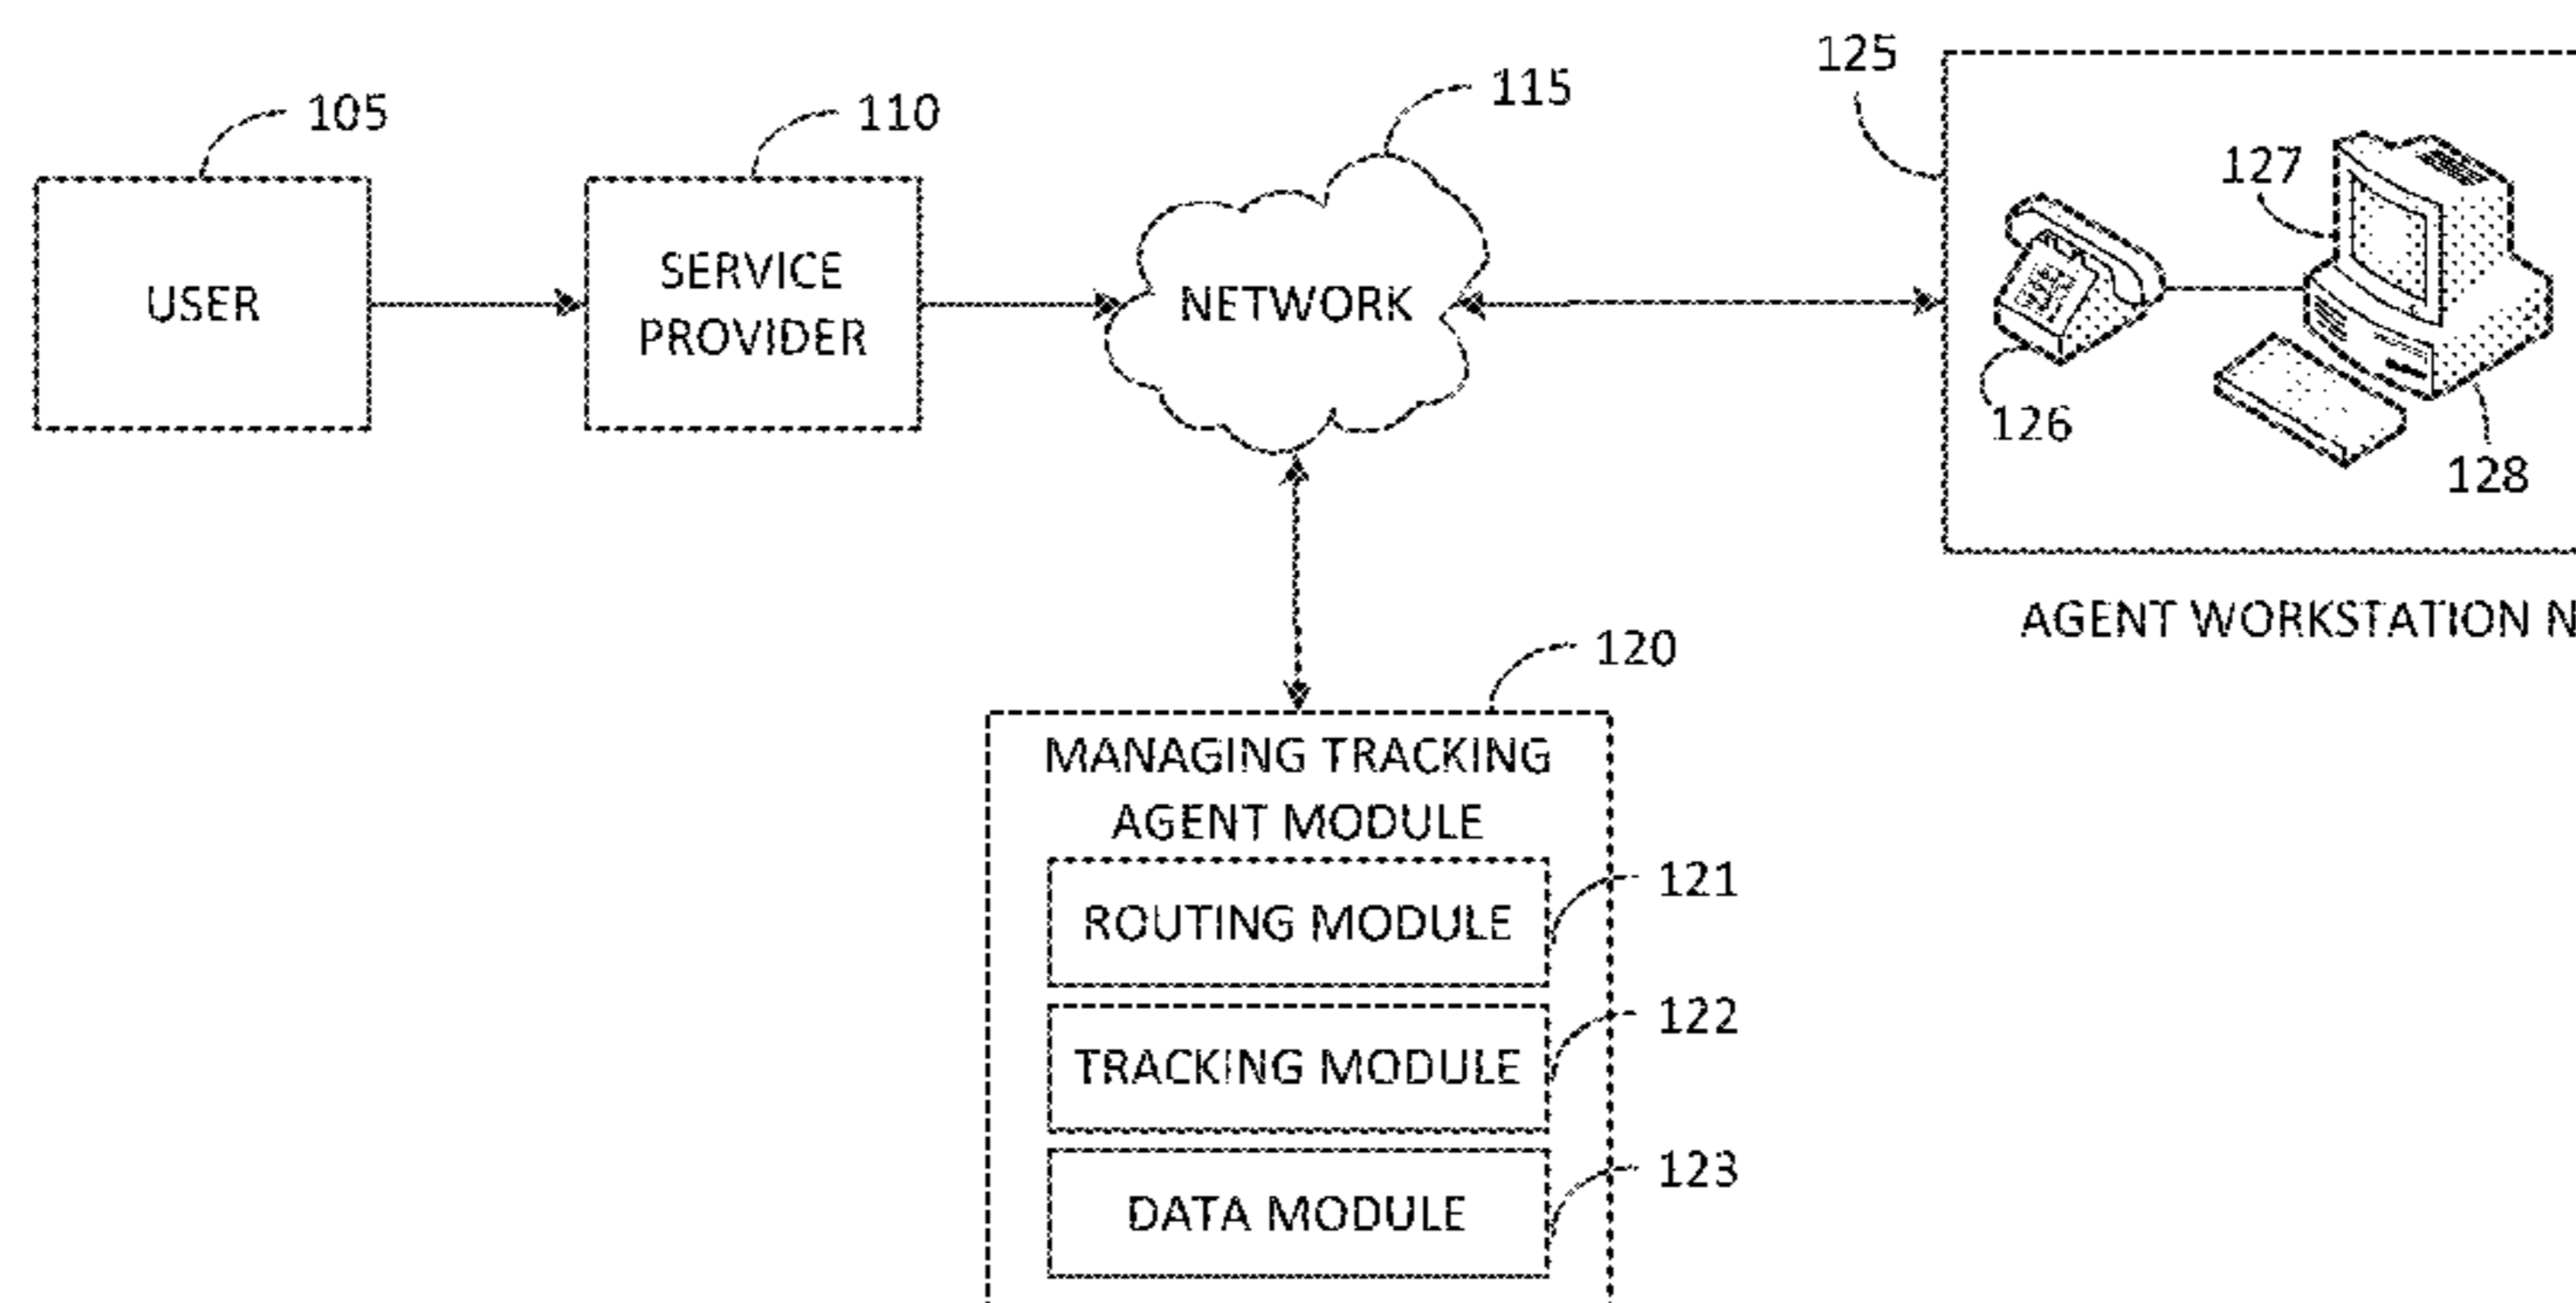 105
110
115
125
127
USER
SERVICE
PROVIDER
NETWORK
126
128
AGENT WORKSTATION N
120
MANAGING TRACKING
AGENT MODULE
121
ROUTING MODULE
122
TRACKING MODULE
123
DATA MODULE